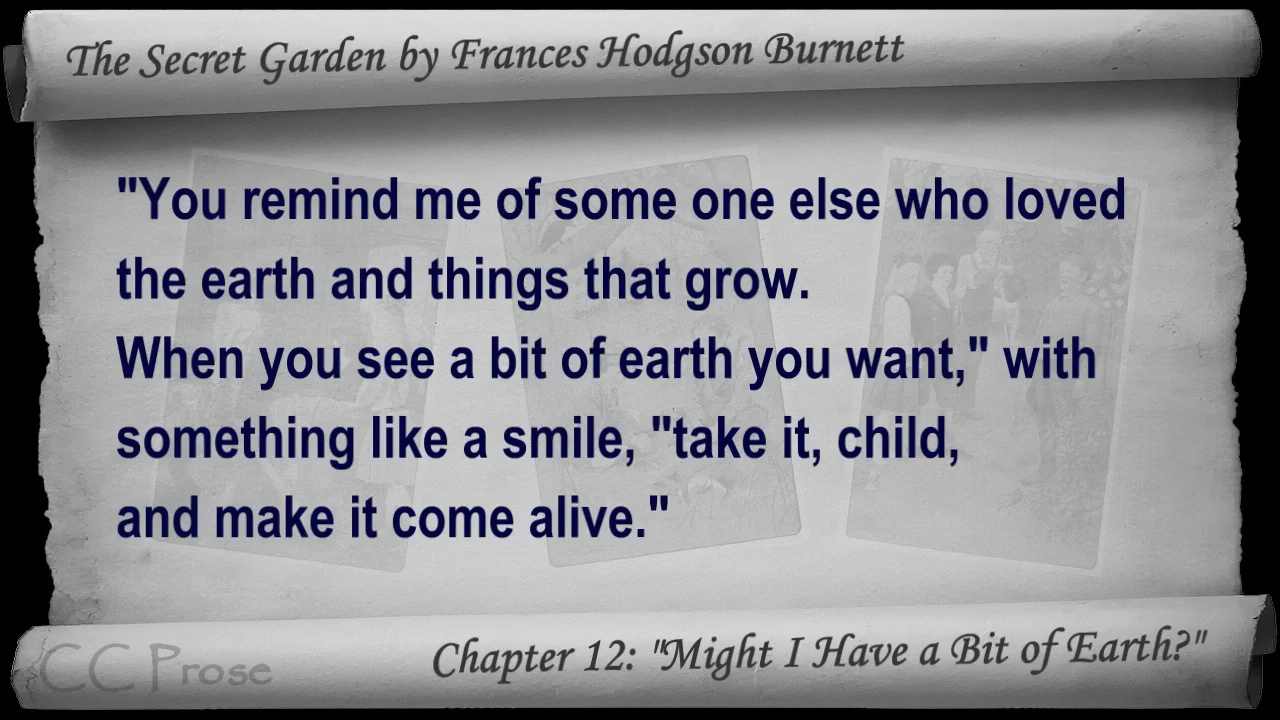 The Secret Garden by Frances Hodgson Burnett
"You remind me of some one else who loved
the earth and things that grow.
When you see a bit of earth you want," with
something like a smile, "take it, child,
and make it come alive."
CC Prose
Chapter 12: "Might I Have a Bit of Earth?"